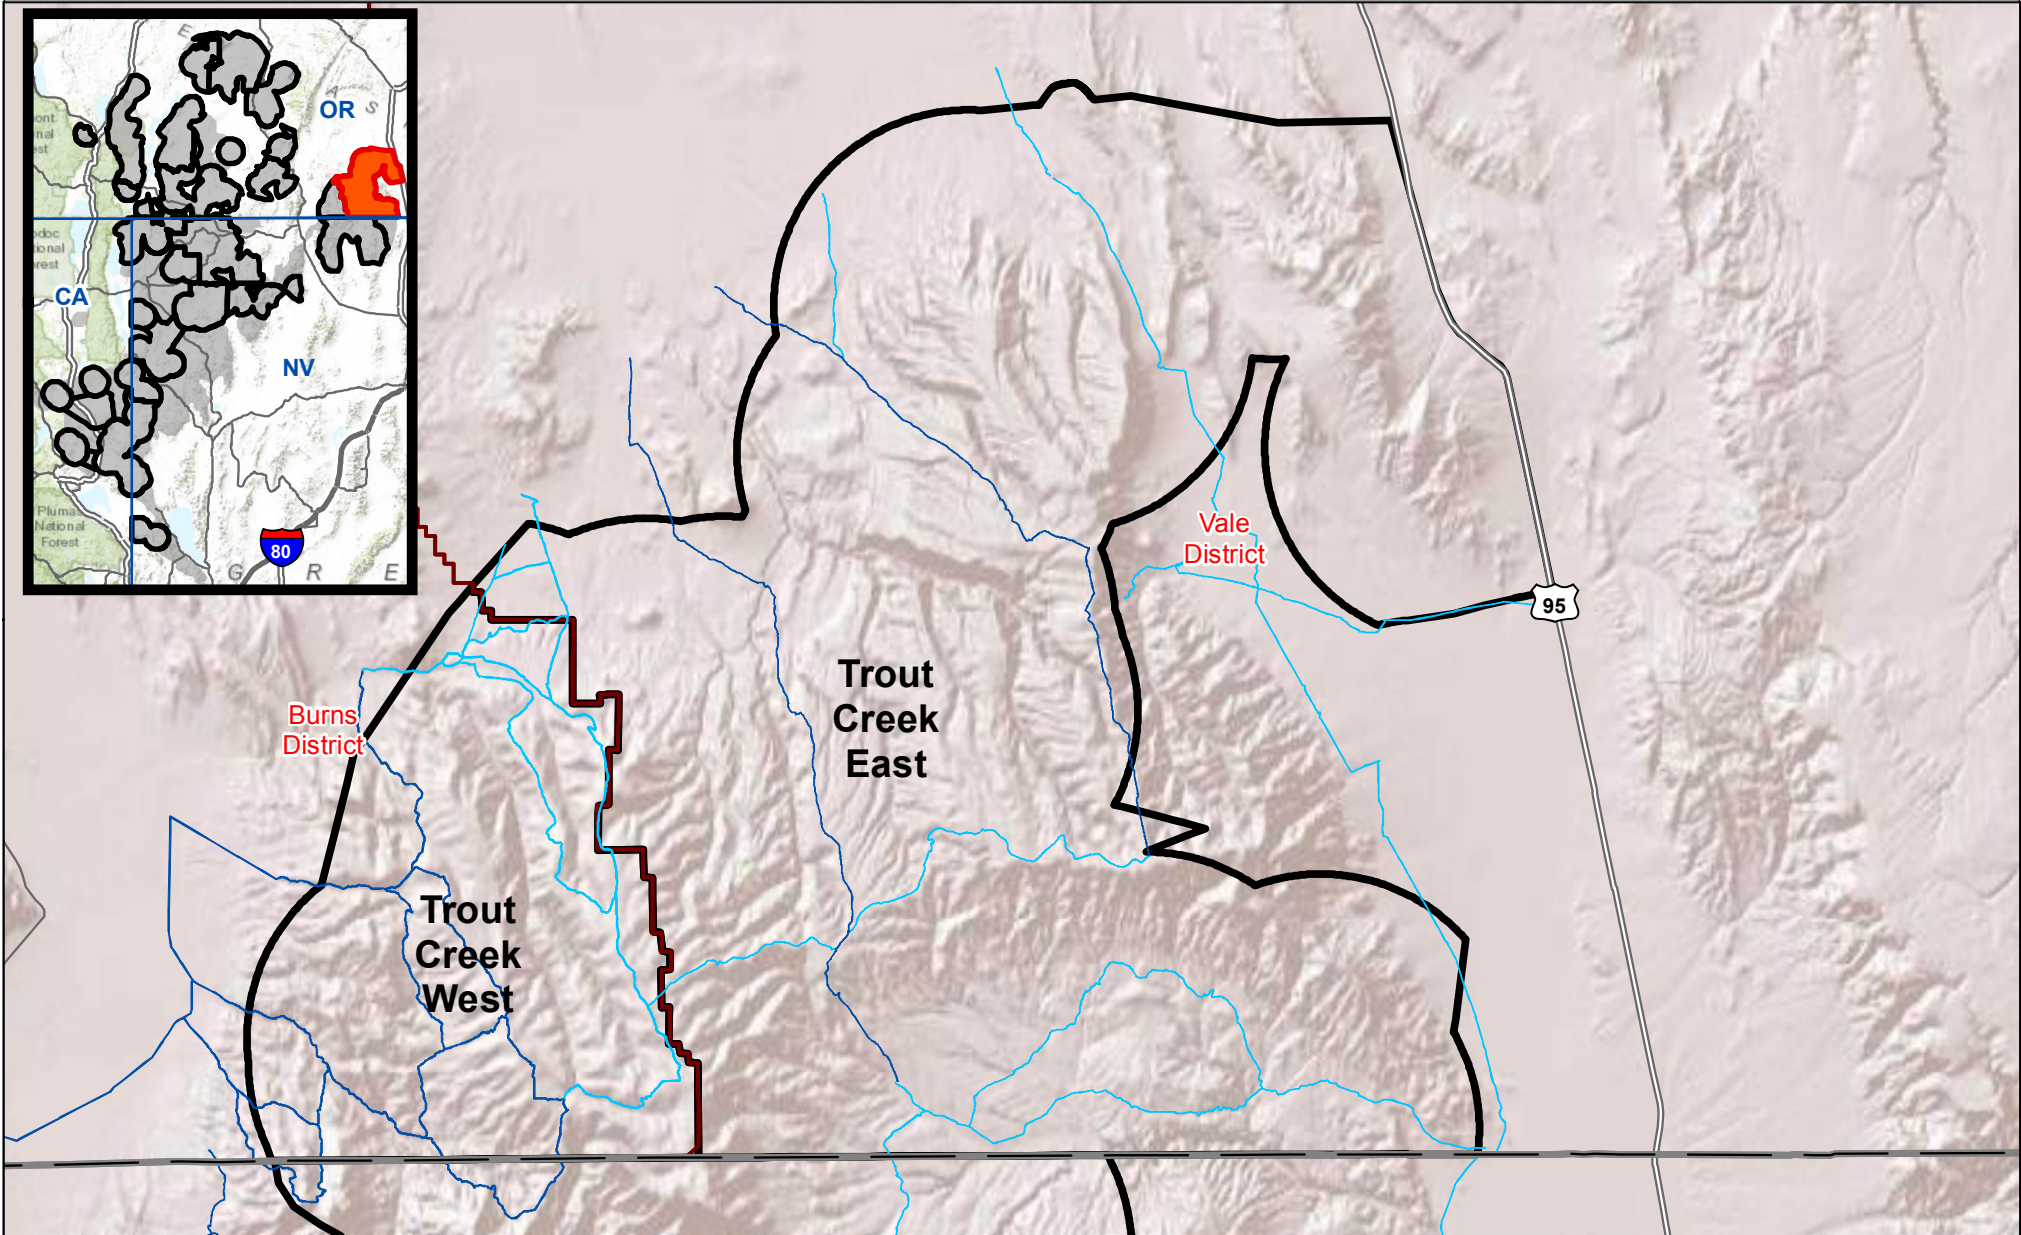 E
A
S
OR
CA
NV
Plumas
National
Forest
80
G R E
Vale
District
95
Burns
District
Trout
Creek
East
Trout
Creek
West